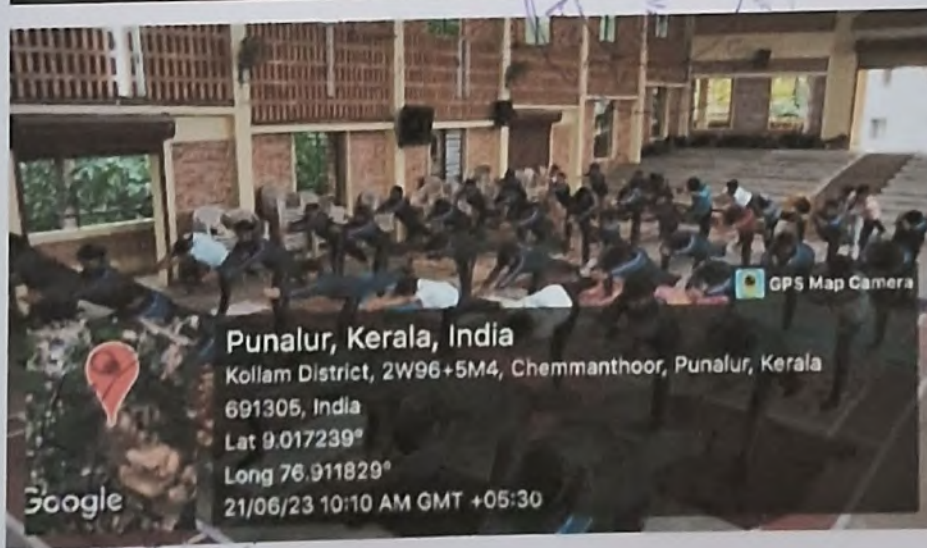 GPS Map Camera
Punalur, Kerala, India
Kollam District, 2W96+5M4, Chemmanthoor, Punalur, Kerala
691305, India
Lat 9.017239°
Long 76.911829°
21/06/23 10:10 AM GMT +05:30
Google